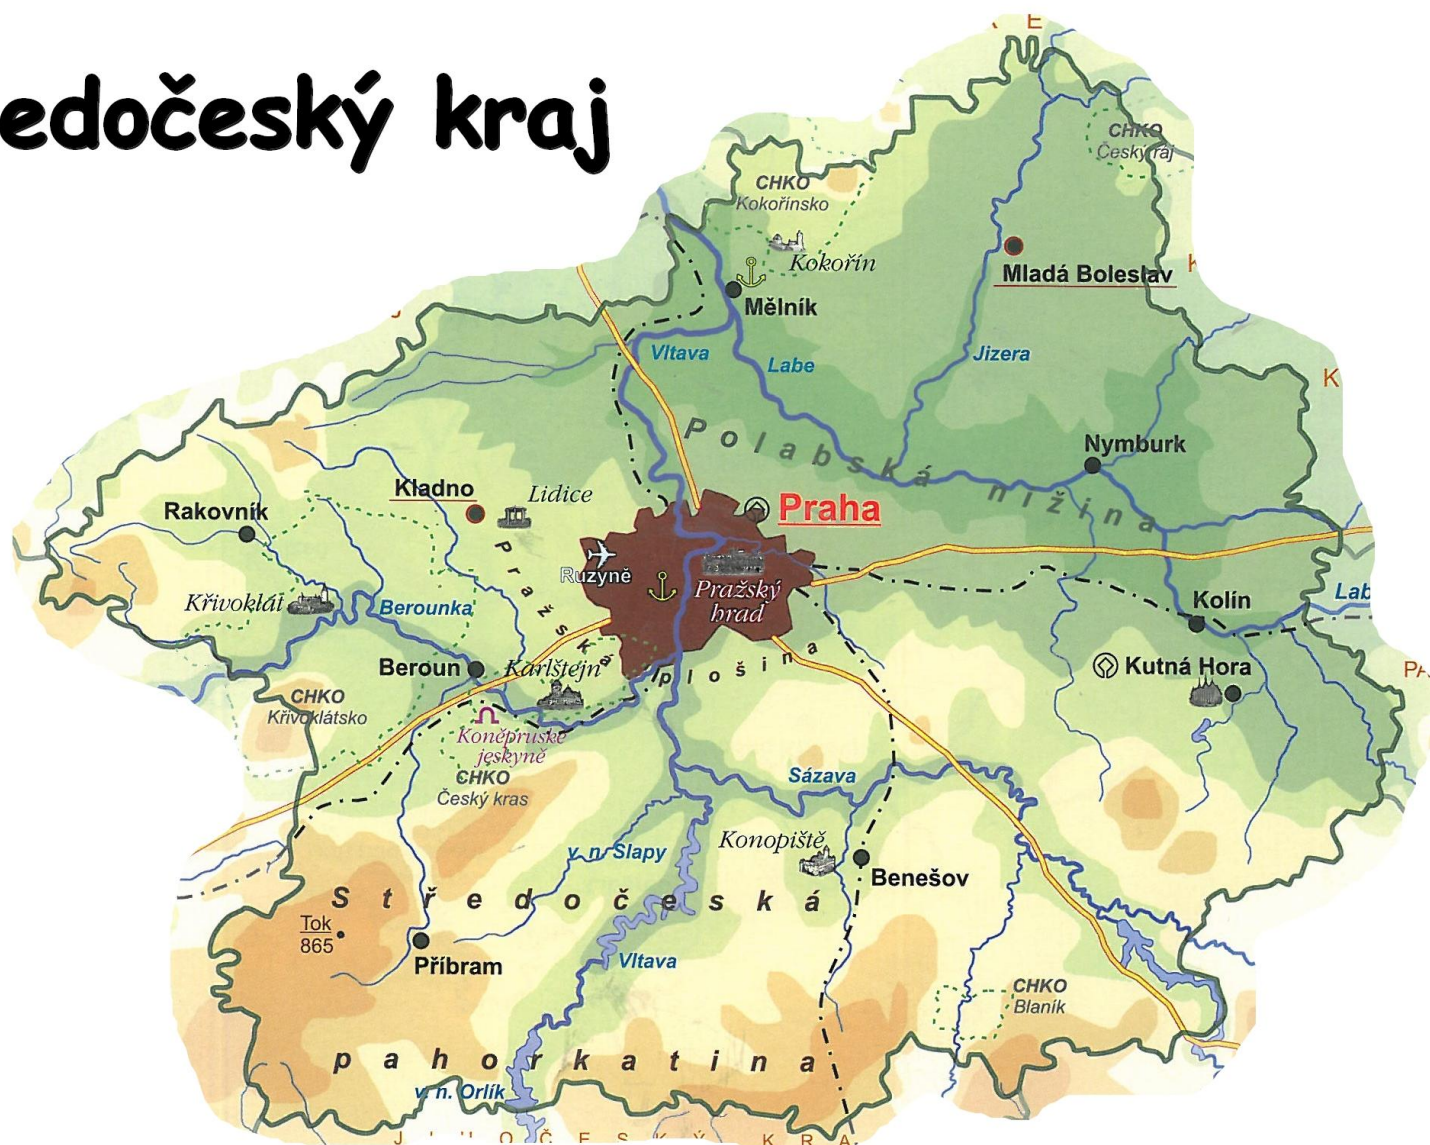 edočeský kraj
E
CHKO
Český ráj
CHKO
Kokořínsko
Kokořín
Mladá Boleslav
K
Mělník
Vltava
Labe
Jizera
K
Polabská nížina
Nymburk
Kladno
Lidice
Praha
Rakovník
Ruzyně
Pražský
hrad
Pražská plošina
Křivoklát
Berounka
Kolín
Lab
Beroun
Karlštejn
Kutná Hora
PA
CHKO
Křivoklátsko
Koněpruské
jeskyně
CHKO
Český kras
Sázava
Konopiště
v. n. Slapy
Benešov
Středočeská
Tok
865
Příbram
Vltava
CHKO
Blaník
pahorkatina
v. n. Orlík
J I H O Č E S K Ý K R A